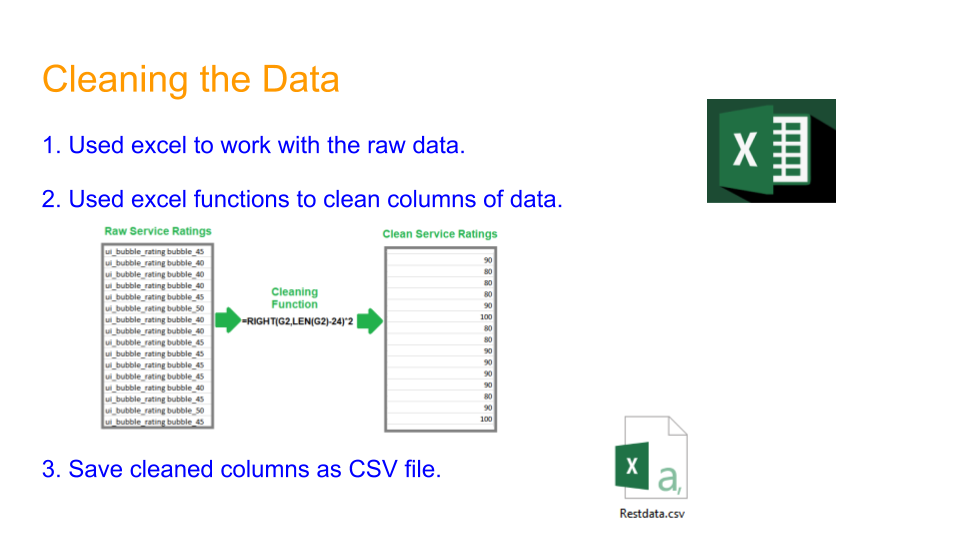 Cleaning the Data
1. Used excel to work with the raw data.
X
2. Used excel functions to clean columns of data.
Raw Service Ratings
ui_bubble_rating bubble_45
ui_bubble_rating bubble_40
ui_bubble_rating bubble_40
ui_bubble_rating bubble_40
ui_bubble_rating bubble_45
ui_bubble_rating bubble_50
ui_bubble_rating bubble_40
ui_bubble_rating bubble_40
ui_bubble_rating bubble_45
ui_bubble_rating bubble_45
ui_bubble_rating bubble_45
ui_bubble_rating bubble_45
ui_bubble_rating bubble_40
ui_bubble_rating bubble_45
ui_bubble_rating bubble_50
ui_bubble_rating bubble_45
Cleaning
Function
=RIGHT(G2,LEN(G2)-24)*2
Clean Service Ratings
90
80
80
80
90
100
80
80
90
90
90
90
80
90
100
3. Save cleaned columns as CSV file.
X
a,
Restdata.csv